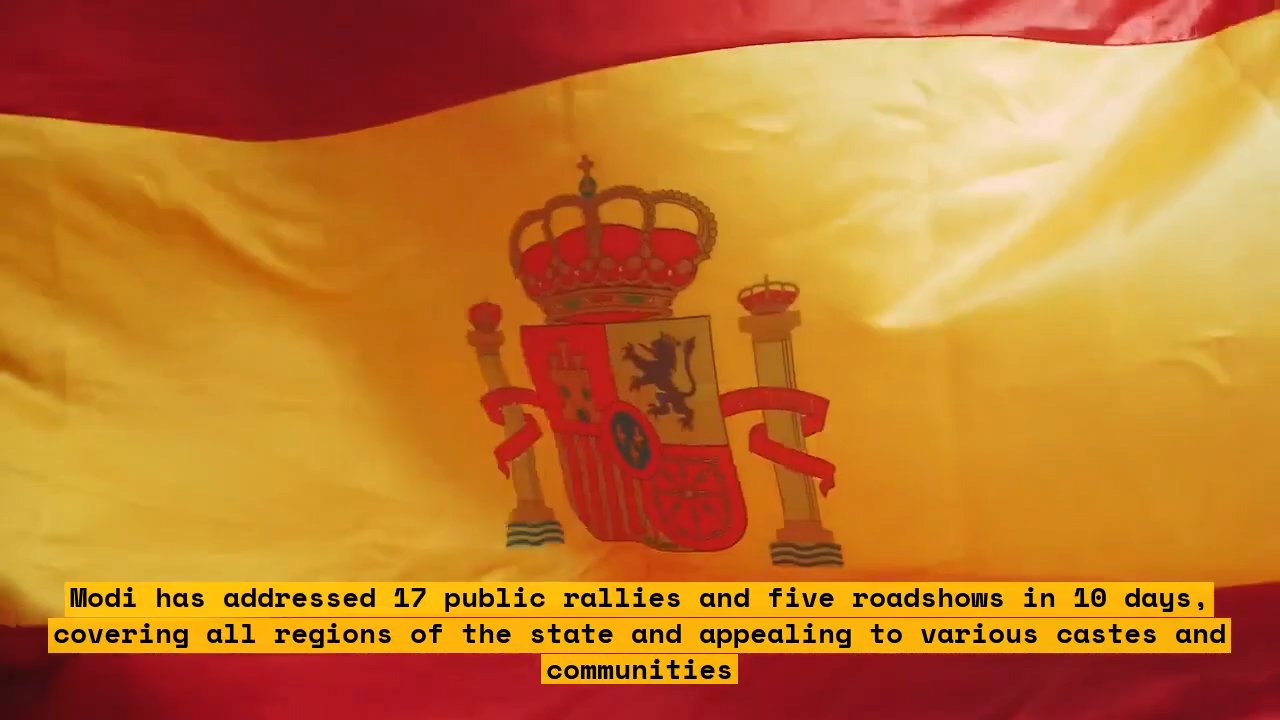 Modi has addressed 17 public rallies and five roadshows in 10 days,
covering all regions of the state and appealing to various castes and
communities